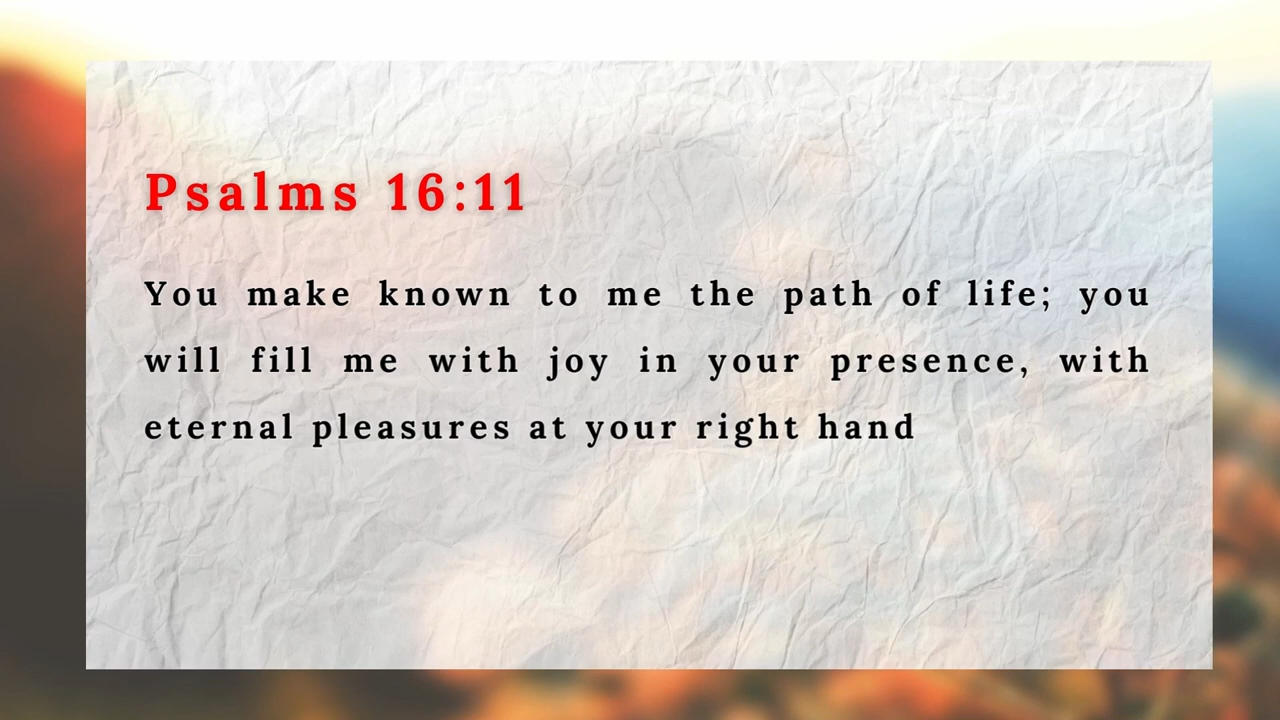 Psalms 16:11
You make known to me the path of life; you
will fill me with joy in your presence, with
eternal pleasures at your right hand